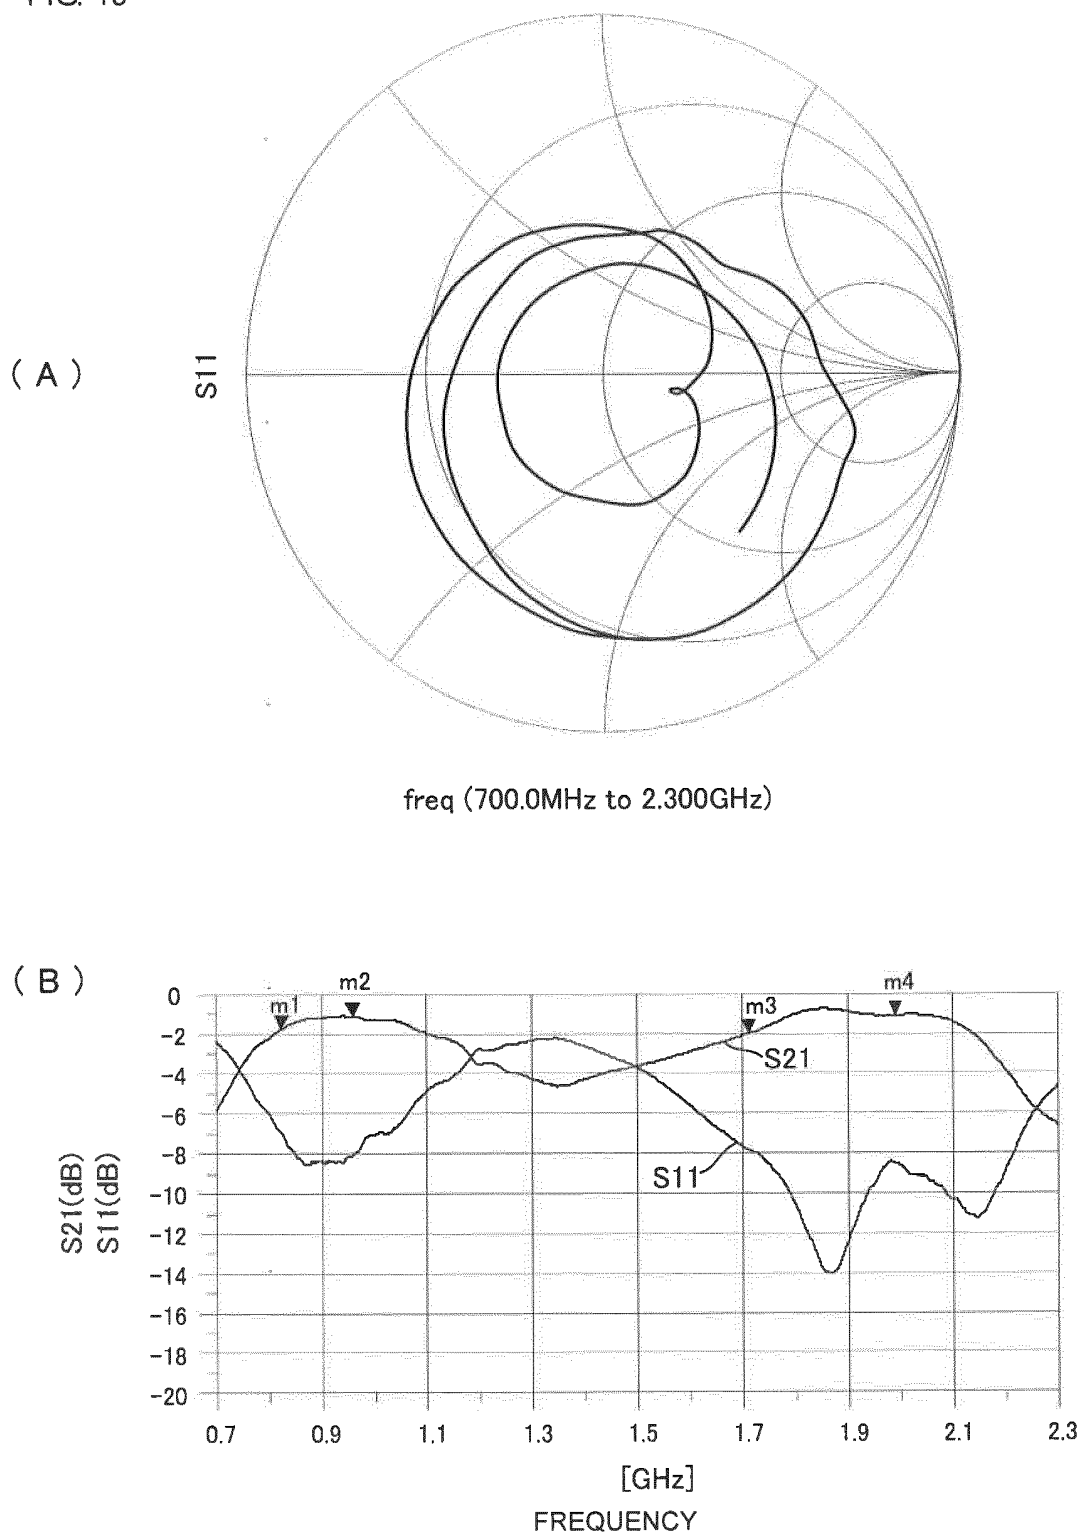 ( A )
S11
freq (700.0MHz to 2.300GHz)
( B )
m1
m2
m3
m4
S21
S11
S21(dB)
S11(dB)
0
-2
-4
-6
-8
-10
-12
-14
-16
-18
-20
0.7
0.9
1.1
1.3
1.5
1.7
1.9
2.1
2.3
[GHz]
FREQUENCY